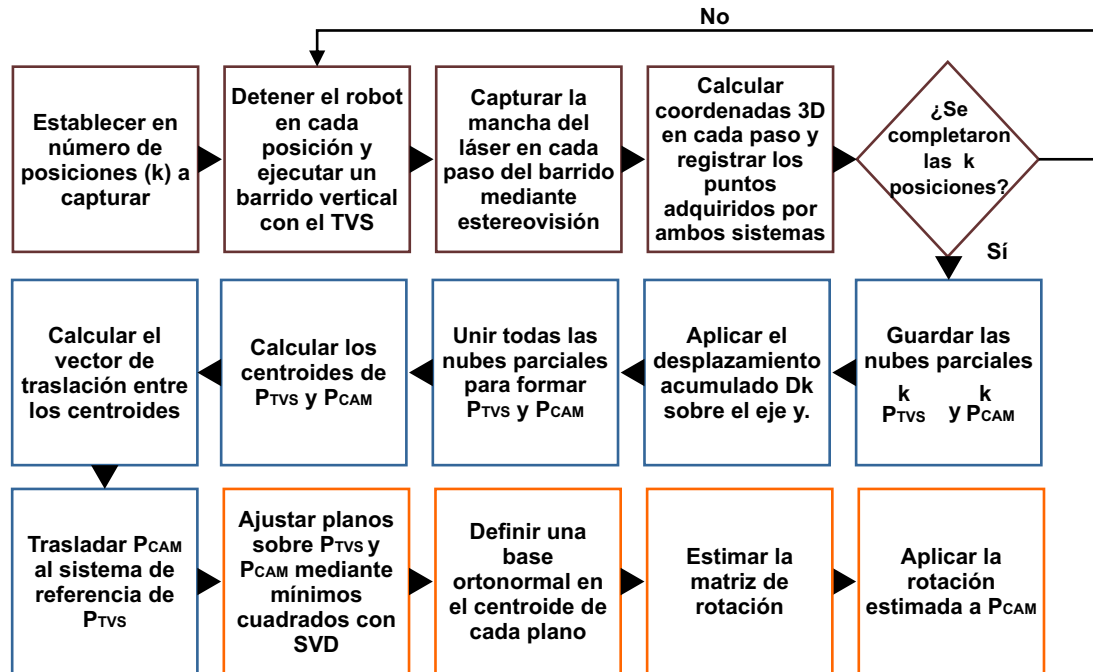 No
Establecer en
número de
posiciones (k) a
capturar
Detener el robot
en cada
posición y
ejecutar un
barrido vertical
con el TVS
Capturar la
mancha del
láser en cada
paso del barrido
mediante
estereovisión
Calcular
coordenadas 3D
en cada paso y
registrar los
puntos
adquiridos por
ambos sistemas
¿Se
completaron
las k
posiciones?
Sí
Guardar las
nubes parciales
k k
PTVS y PCAM
Aplicar el
desplazamiento
acumulado Dk
sobre el eje y.
Unir todas las
nubes parciales
para formar
PTVS y PCAM
Calcular los
centroides de
PTVS y PCAM
Calcular el
vector de
traslación entre
los centroides
Trasladar PCAM
al sistema de
referencia de
PTVS
Ajustar planos
sobre PTVS y
PCAM mediante
mínimos
cuadrados con
SVD
Definir una
base
ortonormal en
el centroide de
cada plano
Estimar la
matriz de
rotación
Aplicar la
rotación
estimada a PCAM